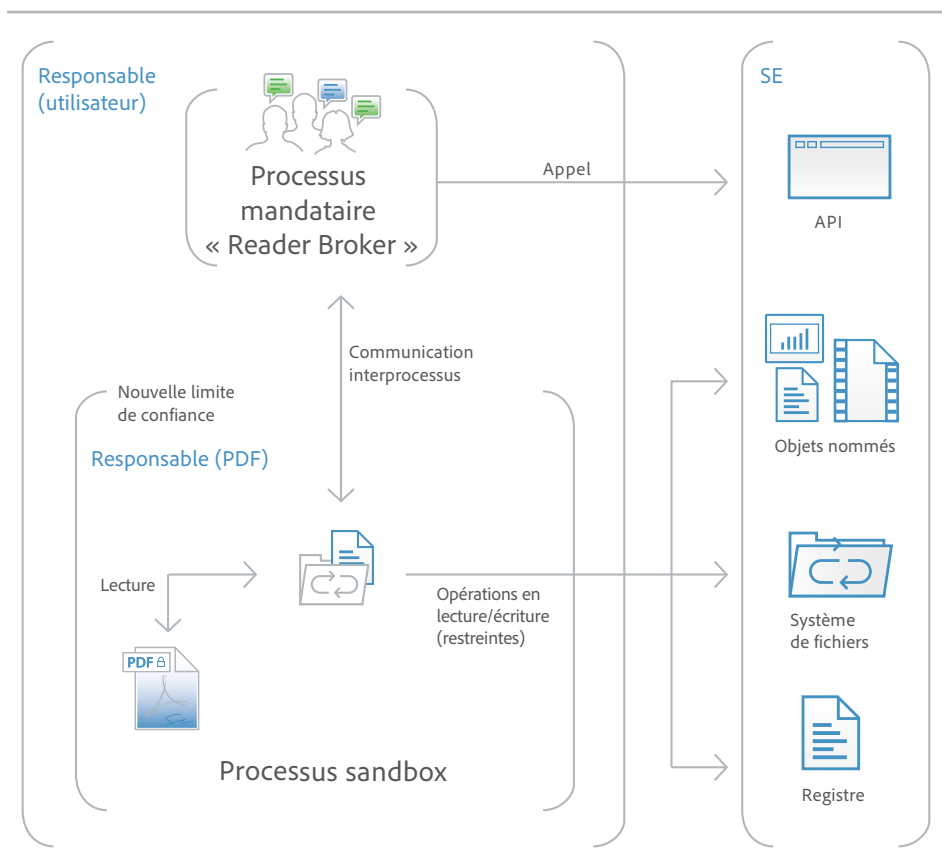 Responsable
(utilisateur)
SE
Processus
mandataire
« Reader Broker »
Appel
API
Communication
interprocessus
Nouvelle limite
de confiance
Responsable (PDF)
Objets nommés
Lecture
Opérations en
lecture/écriture
(restreintes)
Système
de fichiers
PDF
Processus sandbox
Registre